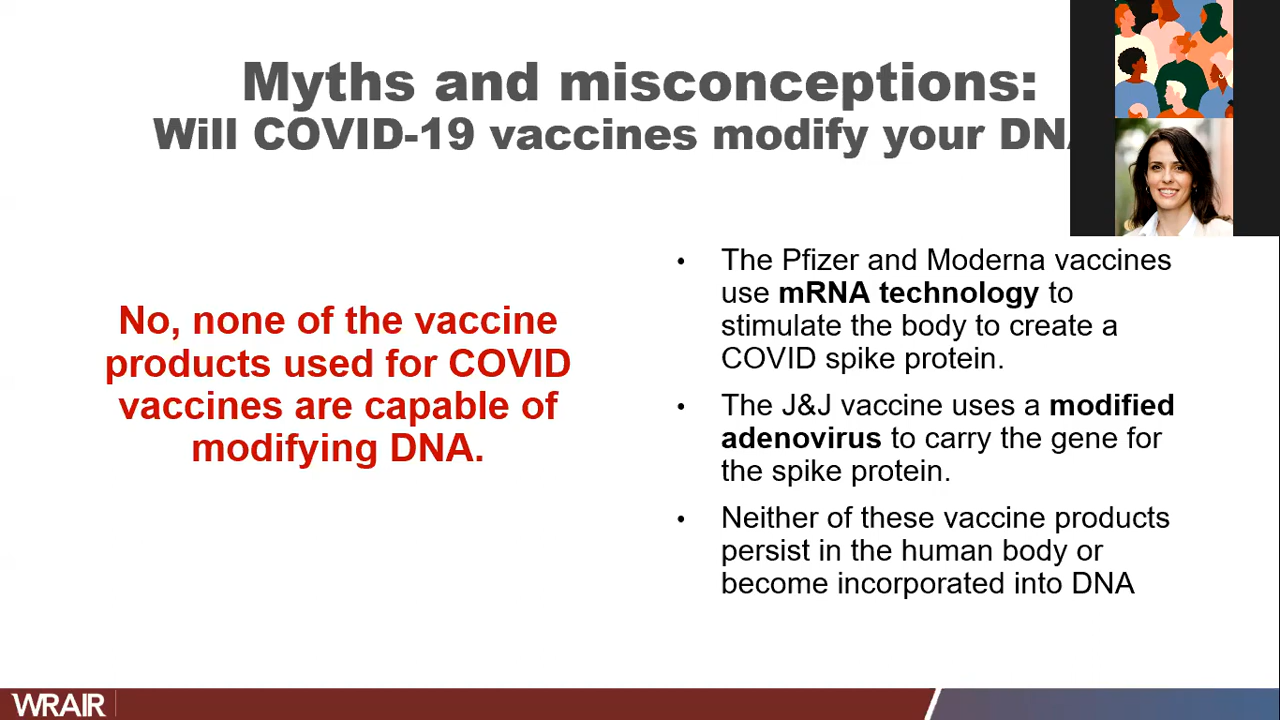 Myths and misconceptions:
Will COVID-19 vaccines modify your DN
No, none of the vaccine
products used for COVID
vaccines are capable of
modifying DNA.
• The Pfizer and Moderna vaccines
use mRNA technology to
stimulate the body to create a
COVID spike protein.
• The J&J vaccine uses a modified
adenovirus to carry the gene for
the spike protein.
• Neither of these vaccine products
persist in the human body or
become incorporated into DNA
WRAIR